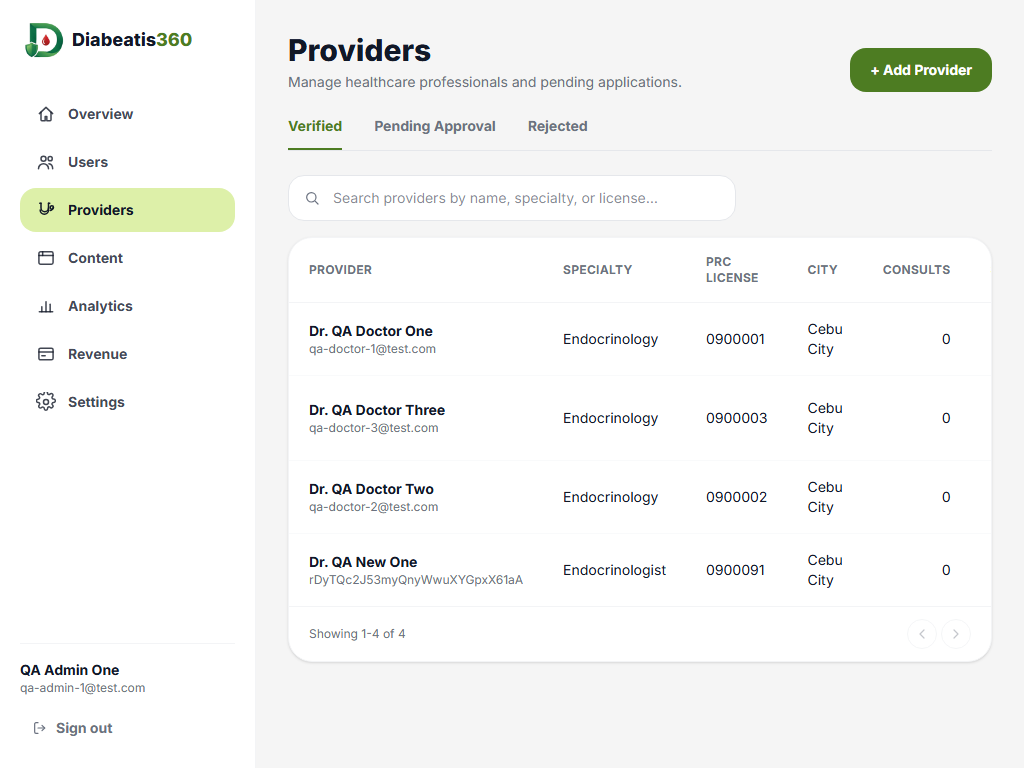 Diabeatis360
Overview
Users
Providers
Content
Analytics
Revenue
Settings
QA Admin One
qa-admin-1@test.com
Sign out
Providers
Manage healthcare professionals and pending applications.
+ Add Provider
Verified Pending Approval Rejected
Search providers by name, specialty, or license...
PROVIDER SPECIALTY PRC LICENSE CITY CONSULTS
Dr. QA Doctor One
qa-doctor-1@test.com
Endocrinology 0900001 Cebu City 0
Dr. QA Doctor Three
qa-doctor-3@test.com
Endocrinology 0900003 Cebu City 0
Dr. QA Doctor Two
qa-doctor-2@test.com
Endocrinology 0900002 Cebu City 0
Dr. QA New One
rDyTQc2J53myQnyWwuXYGpxX61aA
Endocrinologist 0900091 Cebu City 0
Showing 1-4 of 4